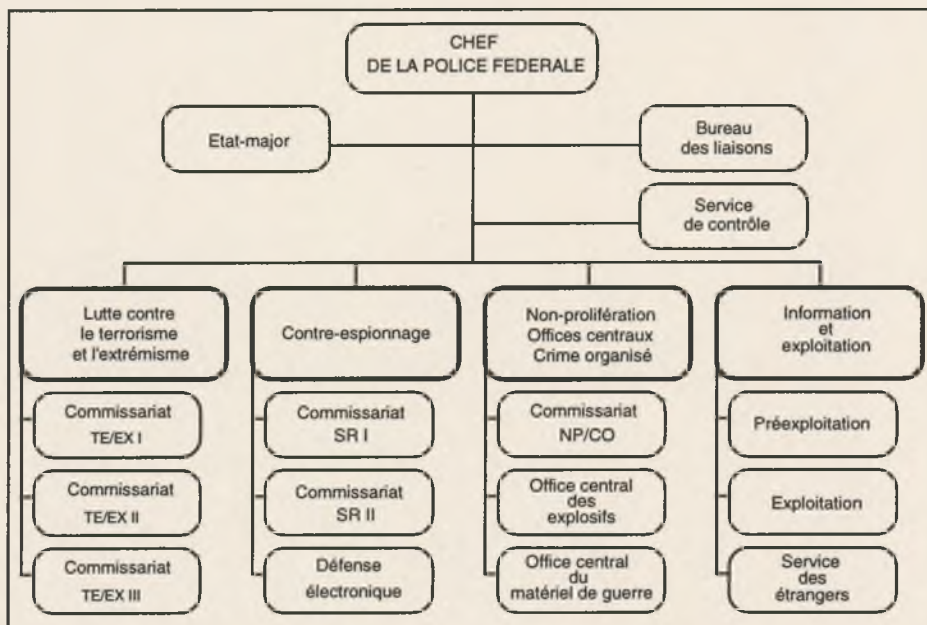 CHEF
DE LA POLICE FEDERALE
Etat-major
Bureau
des liaisons
Service
de contrôle
Lutte contre
le terrorisme
et l'extrémisme
Commissariat
TE/EX I
Commissariat
TE/EX II
Commissariat
TE/EX III
Contre-espionnage
Commissariat
SR I
Commissariat
SR II
Défense
électronique
Non-prolifération
Offices centraux
Crime organisé
Commissariat
NP/CO
Office central
des
explosifs
Office central
du
matériel de guerre
Information
et
exploitation
Préexploitation
Exploitation
Service
des
étrangers